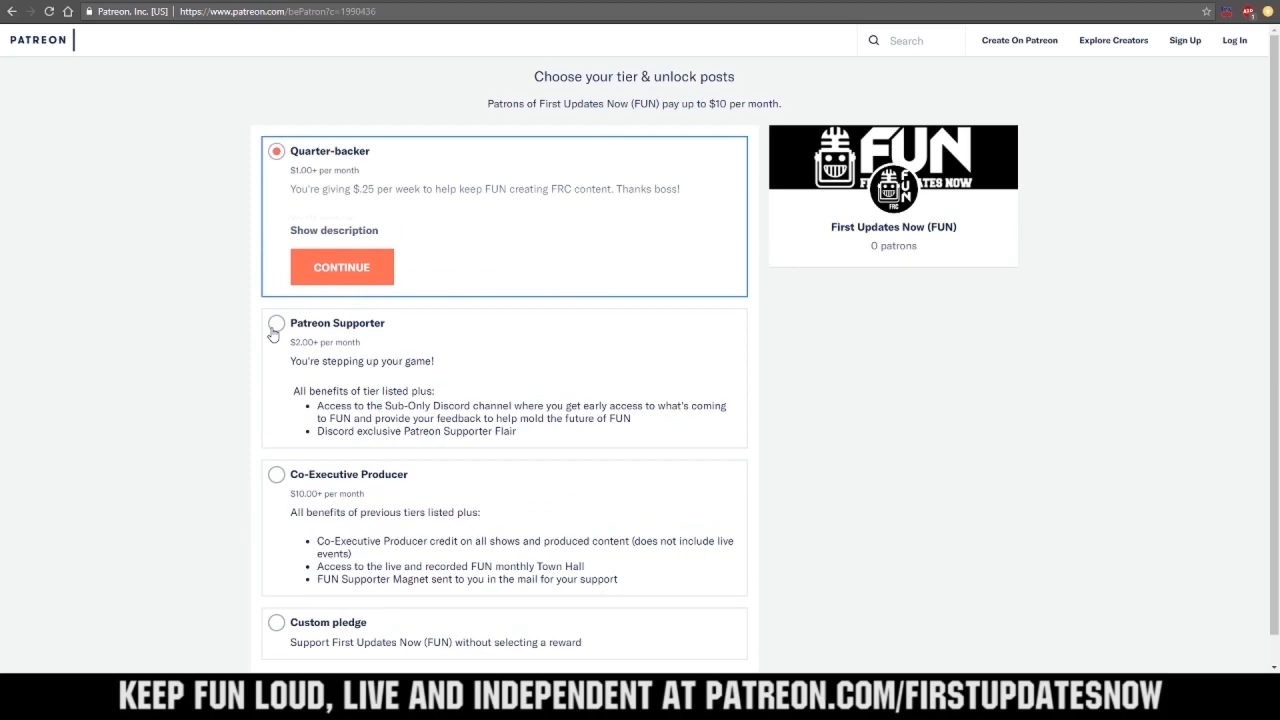 Patreon, Inc. [US] | https://www.patreon.com/bePatron?c=1990436
PATREON
Search
Create On Patreon
Explore Creators
Sign Up
Log In
Choose your tier & unlock posts
Patrons of First Updates Now (FUN) pay up to $10 per month.
Quarter-backer
$1.00+ per month
You're giving $.25 per week to help keep FUN creating FRC content. Thanks boss!
Show description
CONTINUE
FUN
FUN
FRC
First Updates Now (FUN)
0 patrons
Patreon Supporter
$2.00+ per month
You're stepping up your game!
All benefits of tier listed plus:
• Access to the Sub-Only Discord channel where you get early access to what's coming
to FUN and provide your feedback to help mold the future of FUN
• Discord exclusive Patreon Supporter Flair
Co-Executive Producer
$10.00+ per month
All benefits of previous tiers listed plus:
• Co-Executive Producer credit on all shows and produced content (does not include live
events)
• Access to the live and recorded FUN monthly Town Hall
• FUN Supporter Magnet sent to you in the mail for your support
Custom pledge
Support First Updates Now (FUN) without selecting a reward
KEEP FUN LOUD, LIVE AND INDEPENDENT AT PATREON.COM/FIRSTUPDATESNOW